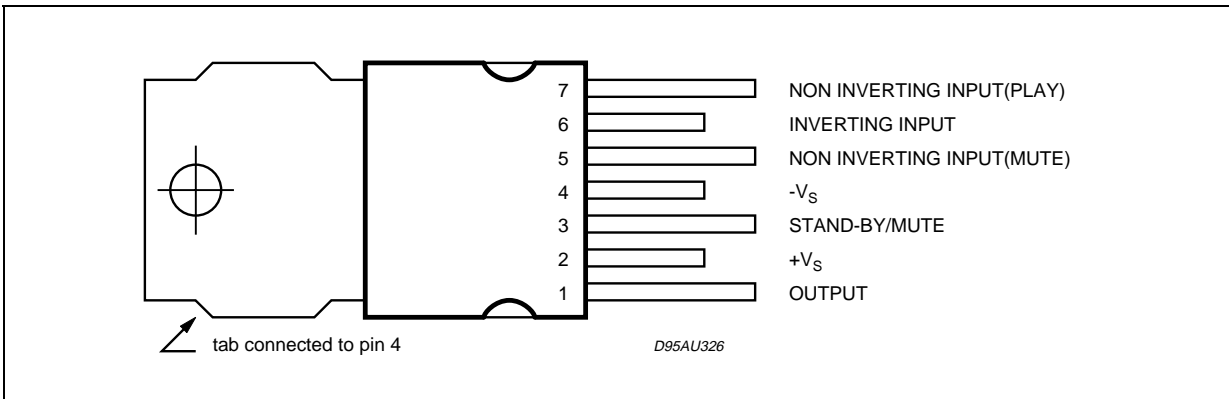 7 NON INVERTING INPUT(PLAY)
6 INVERTING INPUT
5 NON INVERTING INPUT(MUTE)
4 -VS
3 STAND-BY/MUTE
2 +VS
1 OUTPUT
tab connected to pin 4
D95AU326